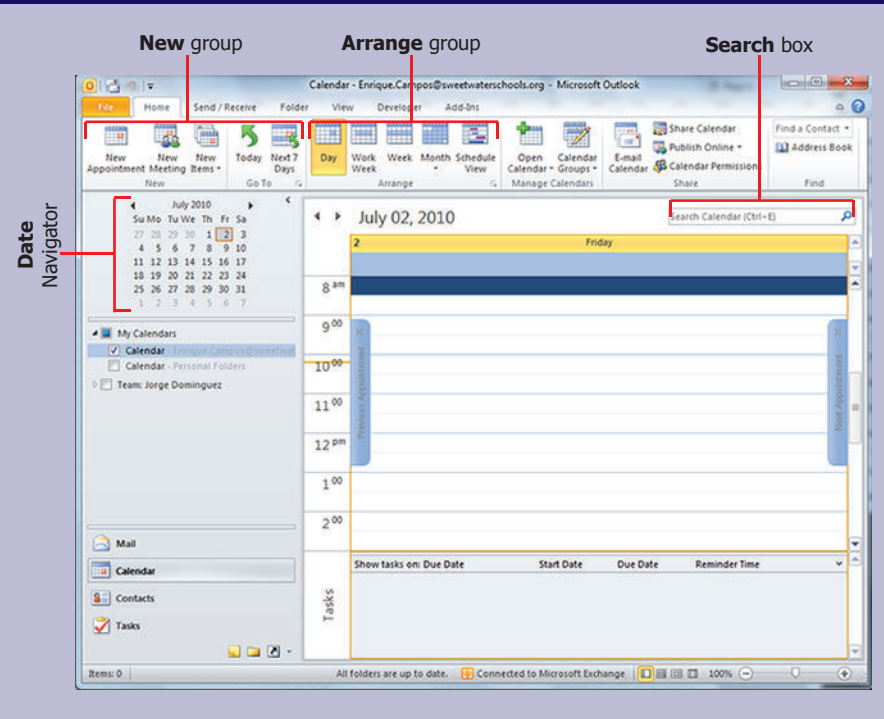 New group
Arrange group
Search box
Date
Navigator
Calendar - Enrique.Campos@sweetwaterschools.org - Microsoft Outlook
File Home Send / Receive Folder View Developer Add-Ins
New Appointment
New Meeting
New Items
New
Today
Next 7 Days
Go To
Day
Work Week
Week
Month
Schedule View
Arrange
Open Calendar
Calendar Groups
Manage Calendars
E-mail Calendar
Share Calendar
Publish Online
Calendar Permissions
Share
Find a Contact
Address Book
Find
July 2010
Su Mo Tu We Th Fr Sa
27 28 29 30 1 2 3
4 5 6 7 8 9 10
11 12 13 14 15 16 17
18 19 20 21 22 23 24
25 26 27 28 29 30 31
1 2 3 4 5 6 7
My Calendars
Calendar - Enrique.Campos@sweetwat
Calendar - Personal Folders
Team: Jorge Dominguez
Mail
Calendar
Contacts
Tasks
July 02, 2010
Search Calendar (Ctrl+E)
2 Friday
8 am
9 00
10 00
11 00
12 pm
1 00
2 00
Previous Appointment
Next Appointment
Tasks
Show tasks on: Due Date Start Date Due Date Reminder Time
Items: 0
All folders are up to date. Connected to Microsoft Exchange 100%